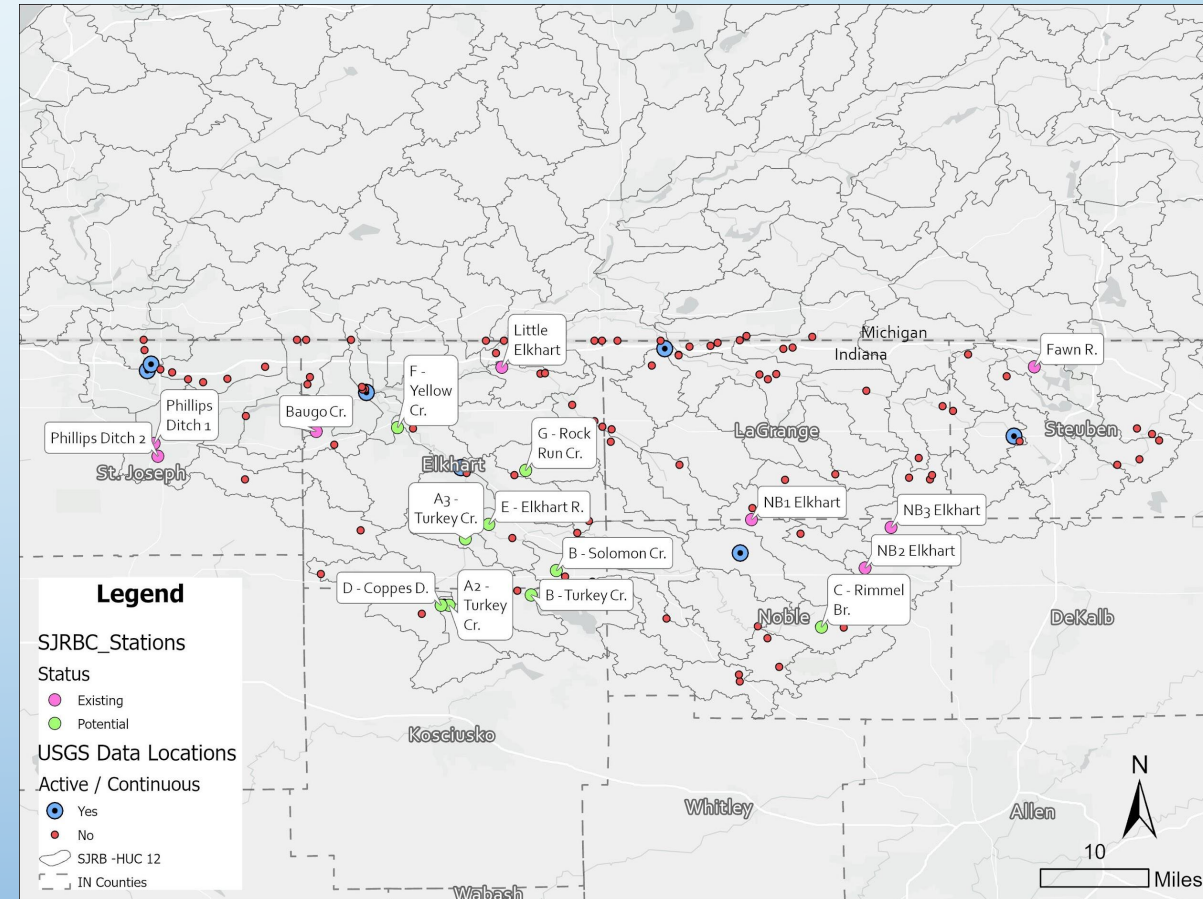 Michigan
Indiana
Little
Elkhart
Fawn R.
F -
Yellow
Cr.
Phillips
Ditch 1
Baugo Cr.
Phillips Ditch 2
St. Joseph
G - Rock
Run Cr.
LaGrange
Steuben
Elkhart
A3 -
Turkey Cr.
E - Elkhart R.
NB1 Elkhart
NB3 Elkhart
B - Solomon Cr.
NB2 Elkhart
D - Coppes D.
A2 -
Turkey
Cr.
B - Turkey Cr.
C - Rimmel
Br.
Noble
DeKalb
Legend
SJRBC_Stations
Status
Existing
Potential
USGS Data Locations
Active / Continuous
Yes
No
SJRB -HUC 12
IN Counties
Kosciusko
Whitley
Allen
Wabash
N
10
Miles